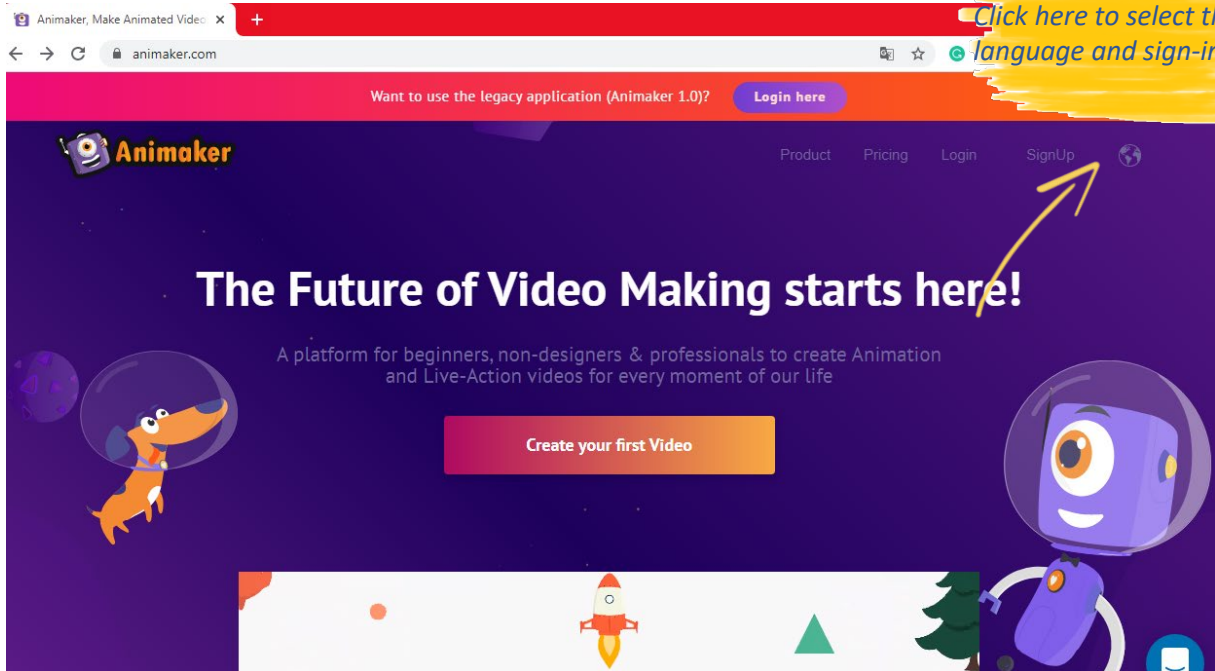 Animaker, Make Animated Video
Click here to select th
language and sign-in
animaker.com
Want to use the legacy application (Animaker 1.0)? Login here
Animaker
Product Pricing Login SignUp
The Future of Video Making starts here!
A platform for beginners, non-designers & professionals to create Animation
and Live-Action videos for every moment of our life
Create your first Video